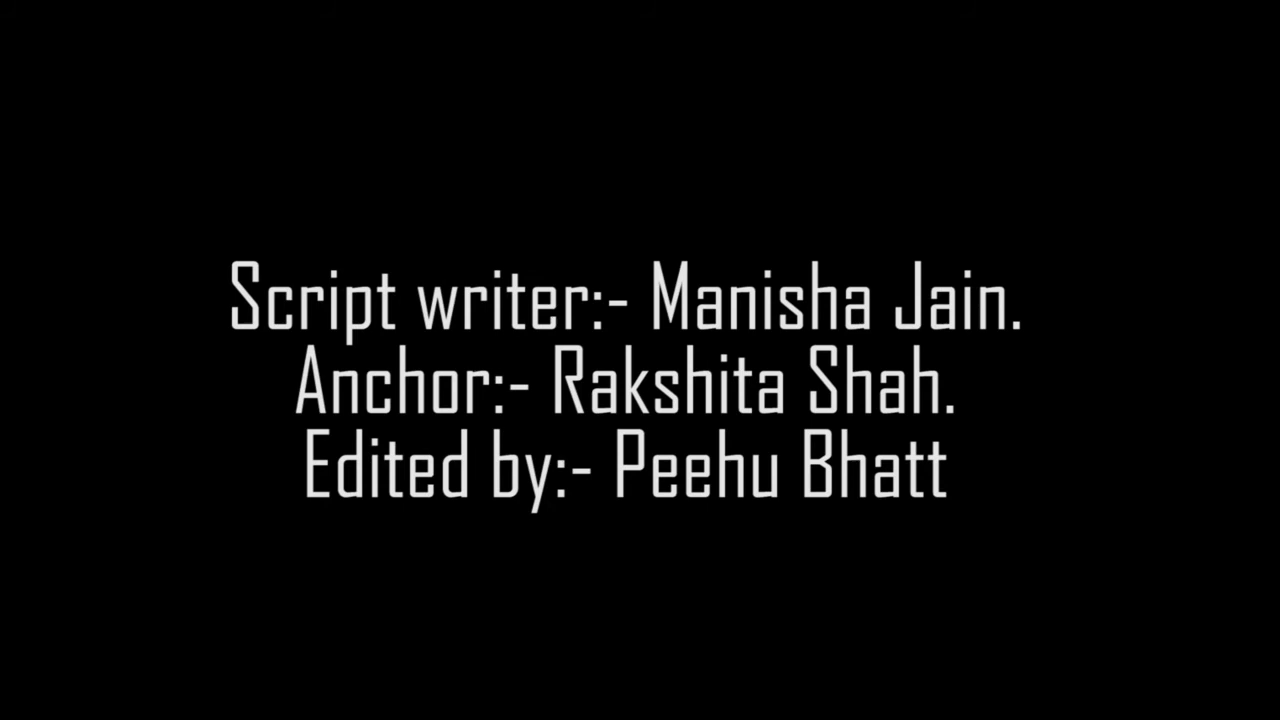 Script writer:- Manisha Jain.
Anchor:- Rakshita Shah.
Edited by:- Peehu Bhatt